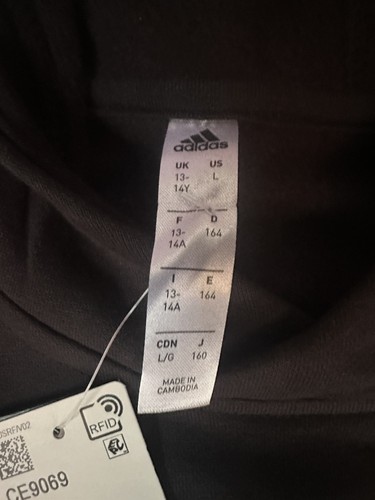 adidas
UK US
13- L
14Y
F D
13- 164
14A
I E
13- 164
14A
CDN J
L/G 160
MADE IN
CAMBODIA
RFID
CE9069